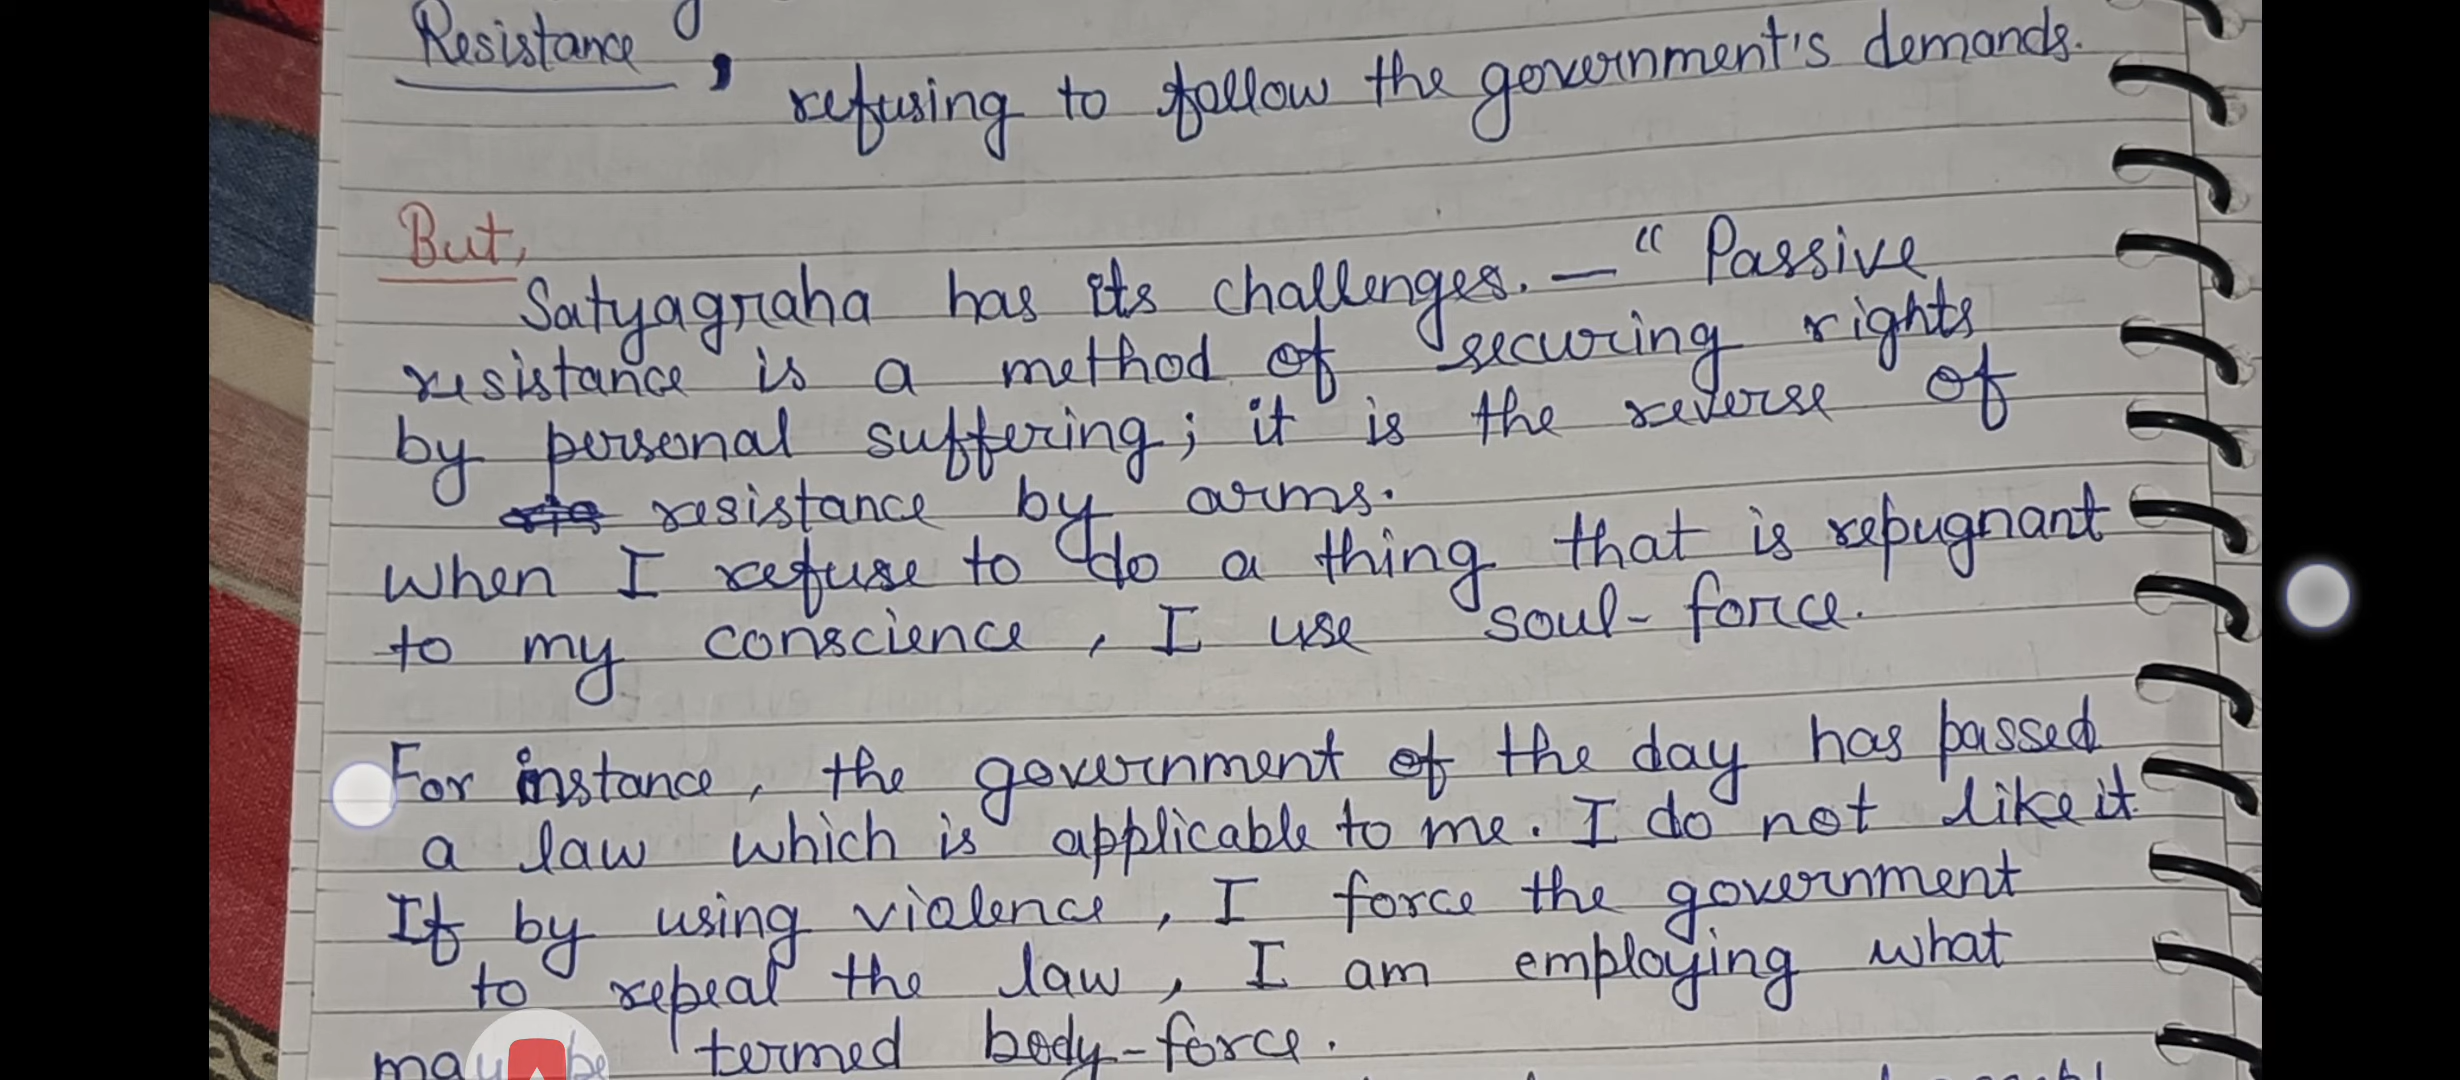 Resistance,
refusing to follow the government's demands.
But,
Satyagraha has its challenges. — "Passive
resistance is a method of securing rights
by personal suffering; it is the reverse of
resistance by arms.
When I refuse to do a thing that is repugnant
to my conscience, I use soul-force.
For instance, the government of the day has passed
a law which is applicable to me. I do not like it.
If by using violence, I force the government
to repeal the law, I am employing what
may be termed body-force.